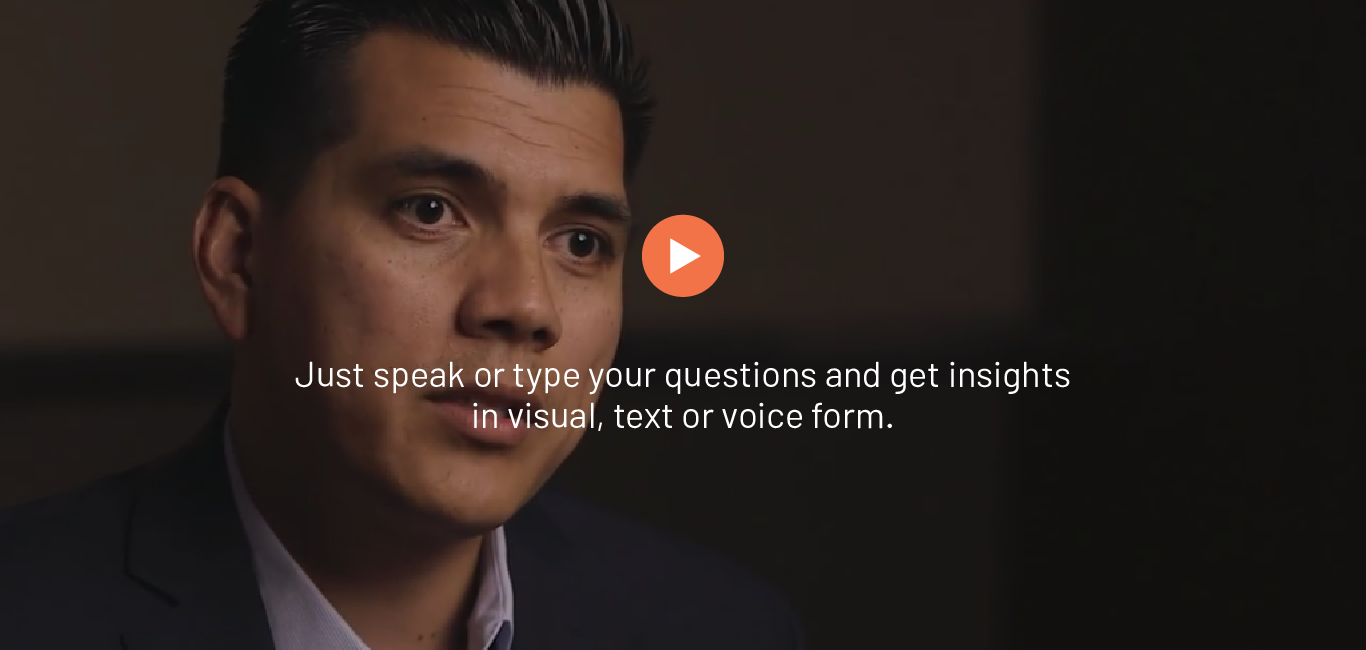 Just speak or type your questions and get insights
in visual, text or voice form.